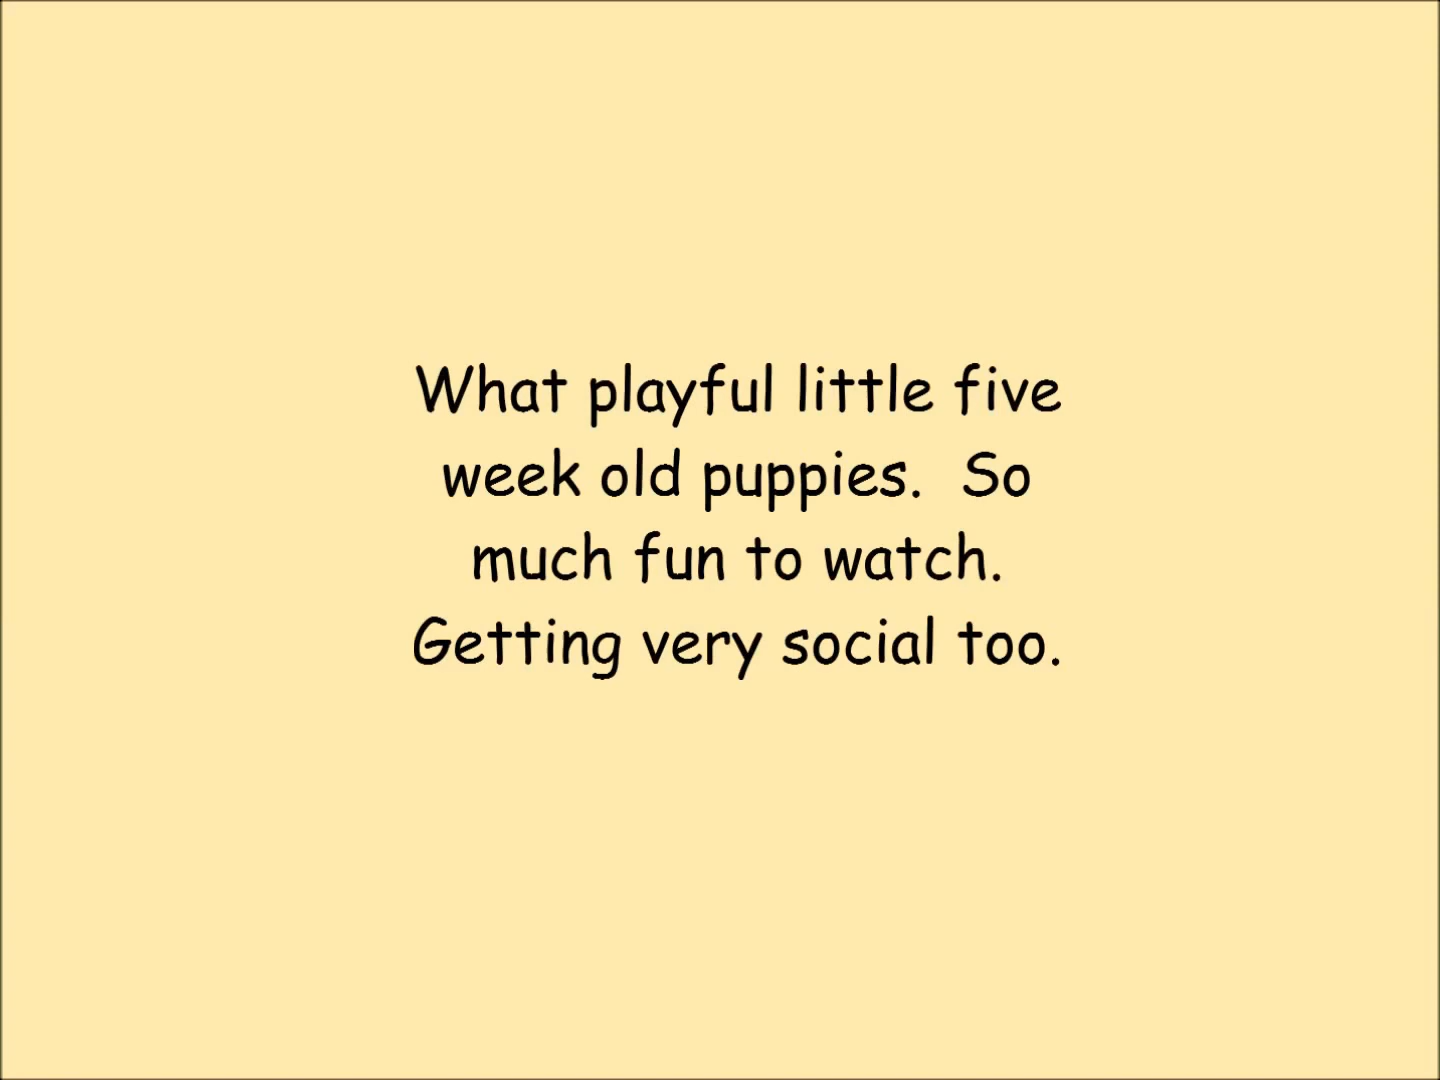 What playful little five
week old puppies.  So
much fun to watch.
Getting very social too.